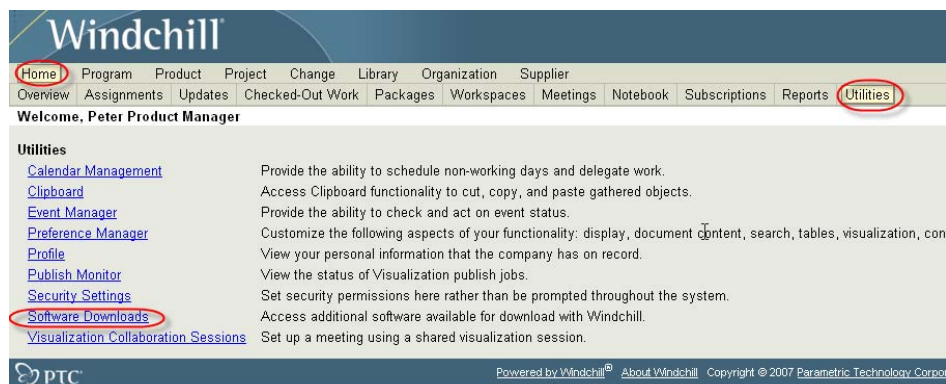 Windchill
Home Program Product Project Change Library Organization Supplier
Overview Assignments Updates Checked-Out Work Packages Workspaces Meetings Notebook Subscriptions Reports Utilities
Welcome, Peter Product Manager
Utilities
Calendar Management Provide the ability to schedule non-working days and delegate work.
Clipboard Access Clipboard functionality to cut, copy, and paste gathered objects.
Event Manager Provide the ability to check and act on event status.
Preference Manager Customize the following aspects of your functionality: display, document content, search, tables, visualization, con
Profile View your personal information that the company has on record.
Publish Monitor View the status of Visualization publish jobs.
Security Settings Set security permissions here rather than be prompted throughout the system.
Software Downloads Access additional software available for download with Windchill.
Visualization Collaboration Sessions Set up a meeting using a shared visualization session.
PTC Powered by Windchill® About Windchill Copyright © 2007 Parametric Technology Corpo